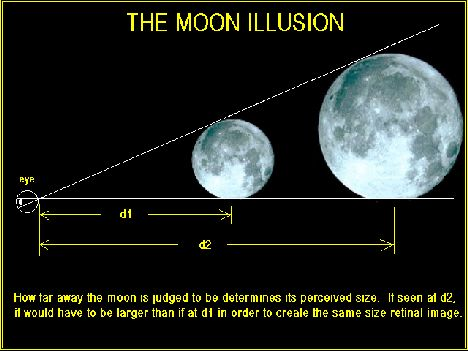 THE MOON ILLUSION
eye
d1
d2
How far away the moon is judged to be determines its perceived size. If seen at d2,
it would have to be larger than if at d1 in order to create the same size retinal image.